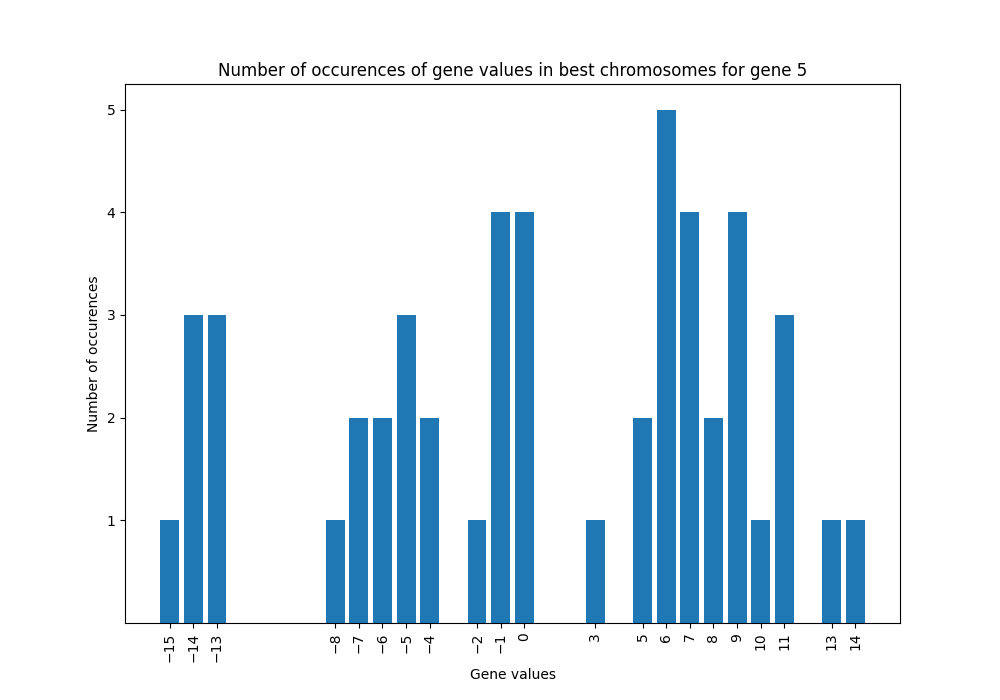 Number of occurences of gene values in best chromosomes for gene 5
Number of occurences
5
4
3
2
1
−15 −14 −13 −8 −7 −6 −5 −4 −2 −1 0 3 5 6 7 8 9 10 11 13 14
Gene values